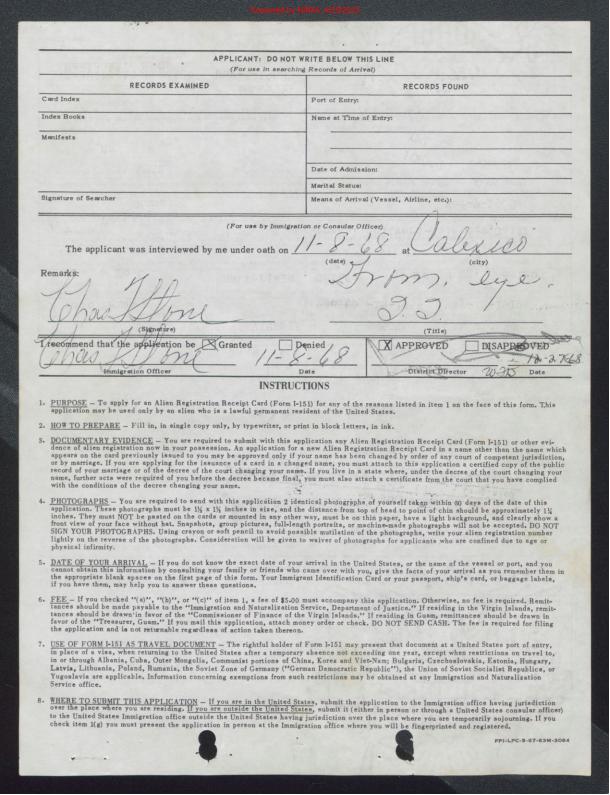 APPLICANT: DO NOT WRITE BELOW THIS LINE
(For use in searching Records of Arrival)
RECORDS EXAMINED
RECORDS FOUND
Card Index
Port of Entry:
Index Books
Name at Time of Entry:
Manifests
Date of Admission:
Marital Status:
Signature of Searcher
Means of Arrival (Vessel, Airline, etc.):
(For use by Immigration or Consular Officer)
The applicant was interviewed by me under oath on 11-8-68 at Calexico
(date) (city)
Remarks:
Chas Stone
(Signature) (Title)
I recommend that the application be X Granted Denied
X APPROVED DISAPPROVED
Chas Stone 11-8-68
Immigration Officer Date District Director Date
INSTRUCTIONS
1. PURPOSE — To apply for an Alien Registration Receipt Card (Form I-151) for any of the reasons listed in item 1 on the face of this form. This
application may be used only by an alien who is a lawful permanent resident of the United States.
2. HOW TO PREPARE — Fill in, in single copy only, by typewriter, or print in block letters, in ink.
3. DOCUMENTARY EVIDENCE — You are required to submit with this application any Alien Registration Receipt Card (Form I-151) or other evi-
dence of alien registration now in your possession. An application for a new Alien Registration Receipt Card in a name other than the name which
appears on the card previously issued to you may be approved only if your name has been changed by order of any court of competent jurisdiction,
or by marriage. If you are applying for the issuance of a card in a changed name, you must attach to this application a certified copy of the public
record of your marriage or of the decree of the court changing your name. If you live in a state where, under the decree of the court changing your
name, further acts were required of you before the decree became final, you must also attach a certificate from the court that you have complied
with the conditions of the decree changing your name.
4. PHOTOGRAPHS — You are required to send with this application 2 identical photographs of yourself taken within 60 days of the date of this
application. These photographs must be 1½ x 1½ inches in size, and the distance from top of head to point of chin should be approximately 1¼
inches. They must NOT be pasted on the cards or mounted in any other way, must be on thin paper, have a light background, and clearly show a
front view of your face without hat. Snapshots, group pictures, full-length portraits, or machine-made photographs will not be accepted. DO NOT
SIGN YOUR PHOTOGRAPHS. Using crayon or soft pencil to avoid possible mutilation of the photographs, write your alien registration number
lightly on the reverse of the photographs. Consideration will be given to waiver of photographs for applicants who are confined due to age or
physical infirmity.
5. DATE OF YOUR ARRIVAL — If you do not know the exact date of your arrival in the United States, or the name of the vessel or port, and you
cannot obtain this information by consulting your family or friends who came over with you, give the facts of your arrival as you remember them in
the appropriate blank spaces on the first page of this form. Your Immigrant Identification Card or your passport, ship's card, or baggage labels,
if you have them, may help you to answer these questions.
6. FEE — If you checked "(a)", "(b)", or "(c)" of item 1, a fee of $5.00 must accompany this application. Otherwise, no fee is required. Remit-
tances should be made payable to the "Immigration and Naturalization Service, Department of Justice." If residing in the Virgin Islands, remit-
tances should be drawn in favor of the "Commissioner of Finance of the Virgin Islands." If residing in Guam, remittances should be drawn in
favor of the "Treasurer, Guam." If you mail this application, attach money order or check. DO NOT SEND CASH. The fee is required for filing
the application and is not returnable regardless of action taken thereon.
7. USE OF FORM I-151 AS TRAVEL DOCUMENT — The rightful holder of Form I-151 may present that document at a United States port of entry,
in place of a visa, when returning to the United States after a temporary absence not exceeding one year, except when restrictions on travel to,
in or through Albania, Cuba, Outer Mongolia, Communist portions of China, Korea and Viet-Nam; Bulgaria, Czechoslovakia, Estonia, Hungary,
Latvia, Lithuania, Poland, Rumania, the Soviet Zone of Germany ("German Democratic Republic"), the Union of Soviet Socialist Republics, or
Yugoslavia are applicable. Information concerning exemptions from such restrictions may be obtained at any Immigration and Naturalization
Service office.
8. WHERE TO SUBMIT THIS APPLICATION — If you are in the United States, submit the application to the Immigration office having jurisdiction
over the place where you are residing. If you are outside the United States, submit it (either in person or through a United States consular officer)
to the United States Immigration office outside the United States having jurisdiction over the place where you are temporarily sojourning. If you
check item 1(g) you must present the application in person at the Immigration office where you will be fingerprinted and registered.